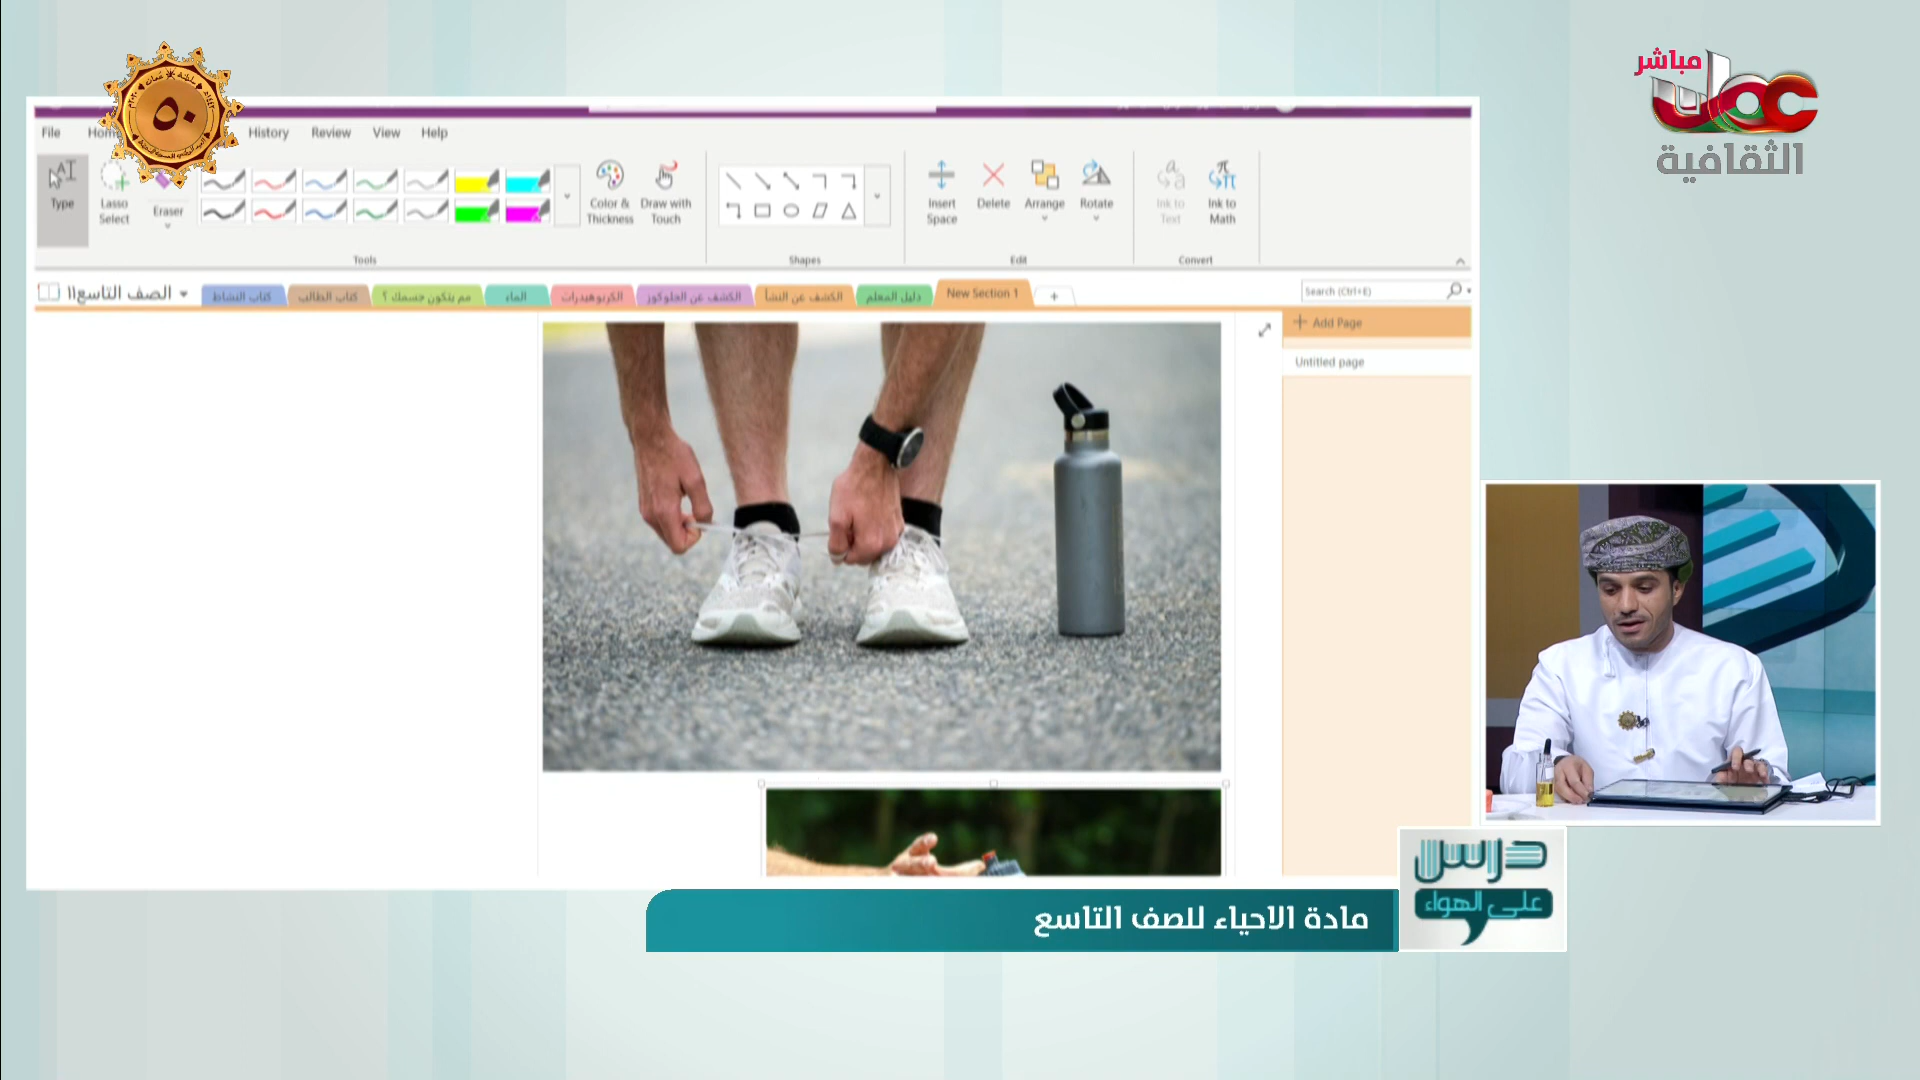 مباشر
عمان
الثقافية
٥٠
File
History Review View Help
Type
Lasso Select
Eraser
Color & Thickness
Draw with Touch
Insert Space
Delete
Arrange
Rotate
Ink to Text
Ink to Math
Tools
Shapes
Edit
Convert
الصف التاسع١١
كتاب النشاط
كتاب الطالب
مم يتكون جسمك ؟
الماء
الكربوهيدرات
الكشف عن الجلوكوز
الكشف عن النشا
دليل المعلم
New Section 1
Search (Ctrl+E)
Add Page
Untitled page
درس
على الهواء
مادة الاحياء للصف التاسع